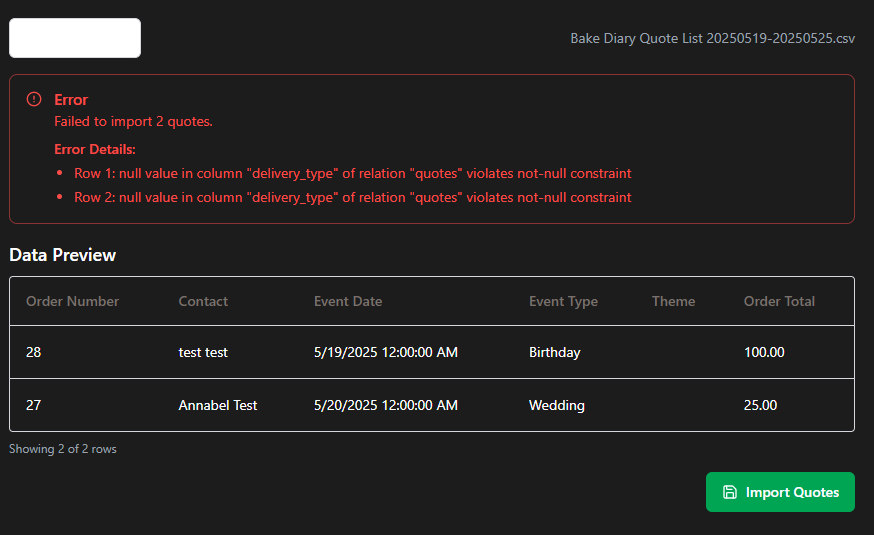 Bake Diary Quote List 20250519-20250525.csv
Error
Failed to import 2 quotes.
Error Details:
• Row 1: null value in column "delivery_type" of relation "quotes" violates not-null constraint
• Row 2: null value in column "delivery_type" of relation "quotes" violates not-null constraint
Data Preview
Order Number Contact Event Date Event Type Theme Order Total
28 test test 5/19/2025 12:00:00 AM Birthday 100.00
27 Annabel Test 5/20/2025 12:00:00 AM Wedding 25.00
Showing 2 of 2 rows
Import Quotes